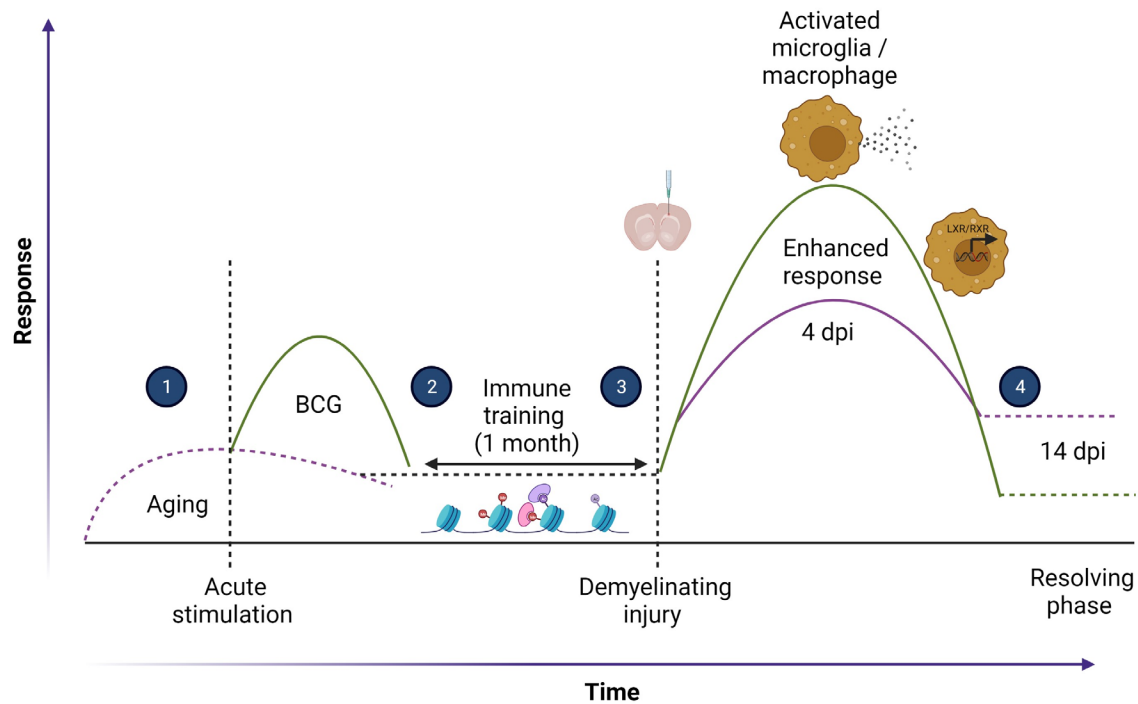 Activated
microglia /
macrophage
LXR/RXR
Enhanced
response
4 dpi
Response
1
BCG
2
Immune
training
(1 month)
3
4
14 dpi
Aging
Acute
stimulation
Demyelinating
injury
Resolving
phase
Time